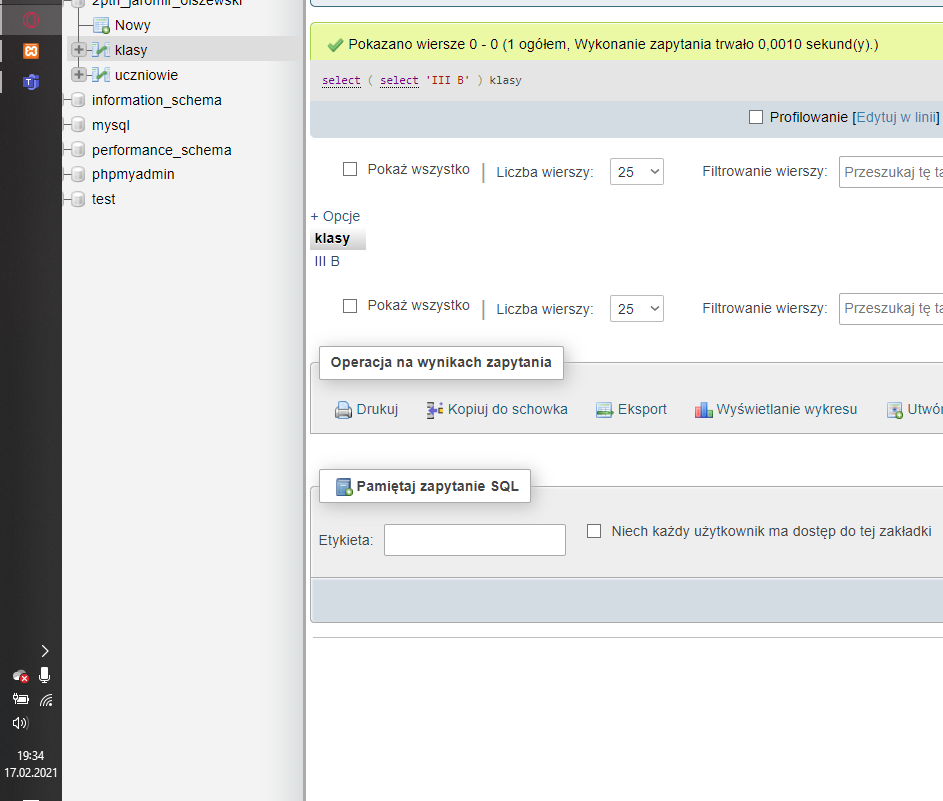 2ptn_jaromir_olszewski
Nowy
klasy
uczniowie
information_schema
mysql
performance_schema
phpmyadmin
test
19:34
17.02.2021
Pokazano wiersze 0 - 0 (1 ogółem, Wykonanie zapytania trwało 0,0010 sekund(y).)
select ( select 'III B' ) klasy
Profilowanie [Edytuj w linii]
Pokaż wszystko | Liczba wierszy: 25 Filtrowanie wierszy: Przeszukaj tę ta
+ Opcje
klasy
III B
Pokaż wszystko | Liczba wierszy: 25 Filtrowanie wierszy: Przeszukaj tę ta
Operacja na wynikach zapytania
Drukuj Kopiuj do schowka Eksport Wyświetlanie wykresu Utwór
Pamiętaj zapytanie SQL
Etykieta: Niech każdy użytkownik ma dostęp do tej zakładki